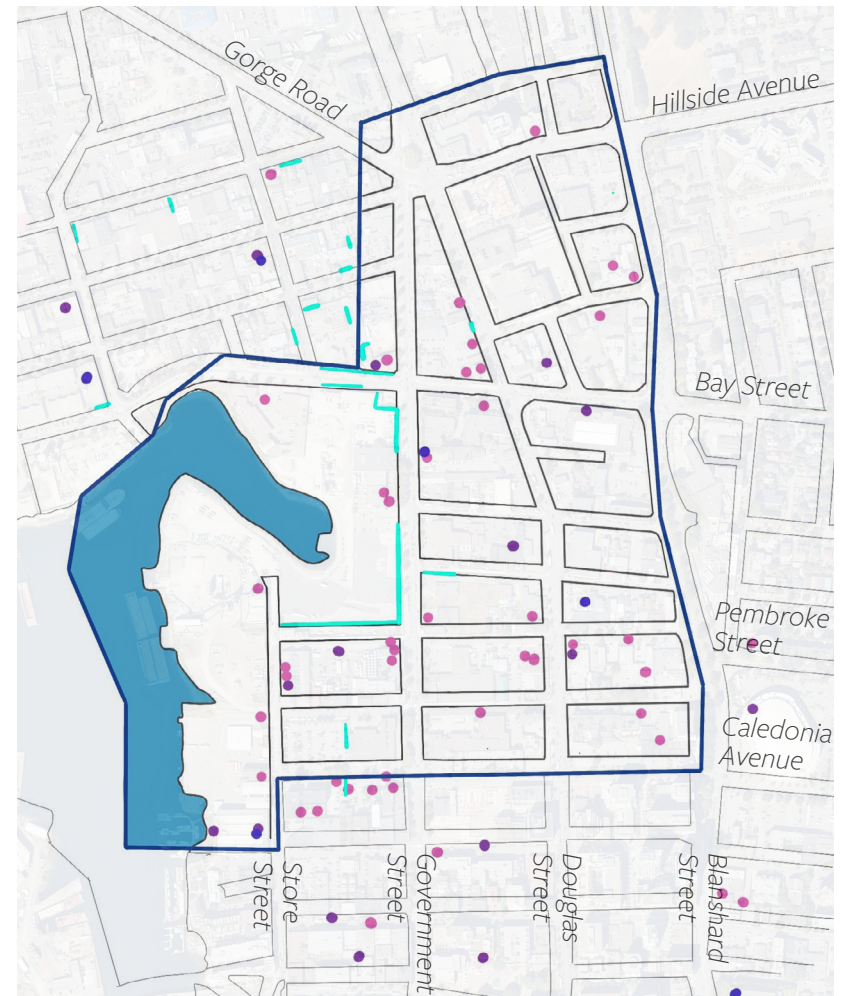 Gorge Road
Hillside Avenue
Bay Street
Pembroke
Street
Caledonia
Avenue
Store
Street
Government
Street
Douglas
Street
Blanshard
Street